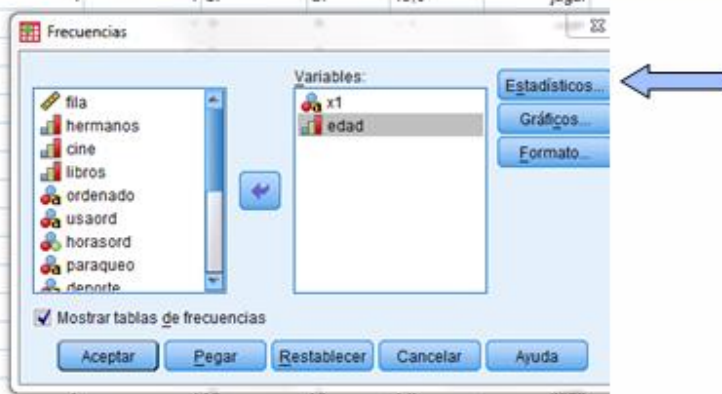 Frecuencias
Variables:
fila
hermanos
cine
libros
ordenado
usaord
horasord
paraqueo
deporte
x1
edad
Estadísticos...
Gráficos...
Formato...
Mostrar tablas de frecuencias
Aceptar
Pegar
Restablecer
Cancelar
Ayuda